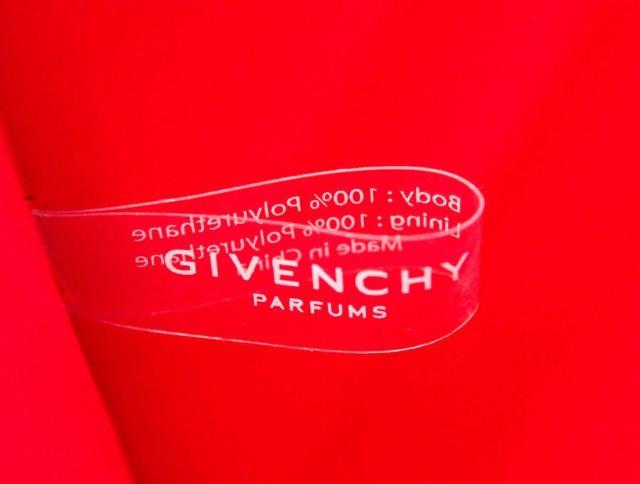 Body : 100% Polyurethane
Lining : 100% Polyurethane
Made in China
GIVENCHY
PARFUMS